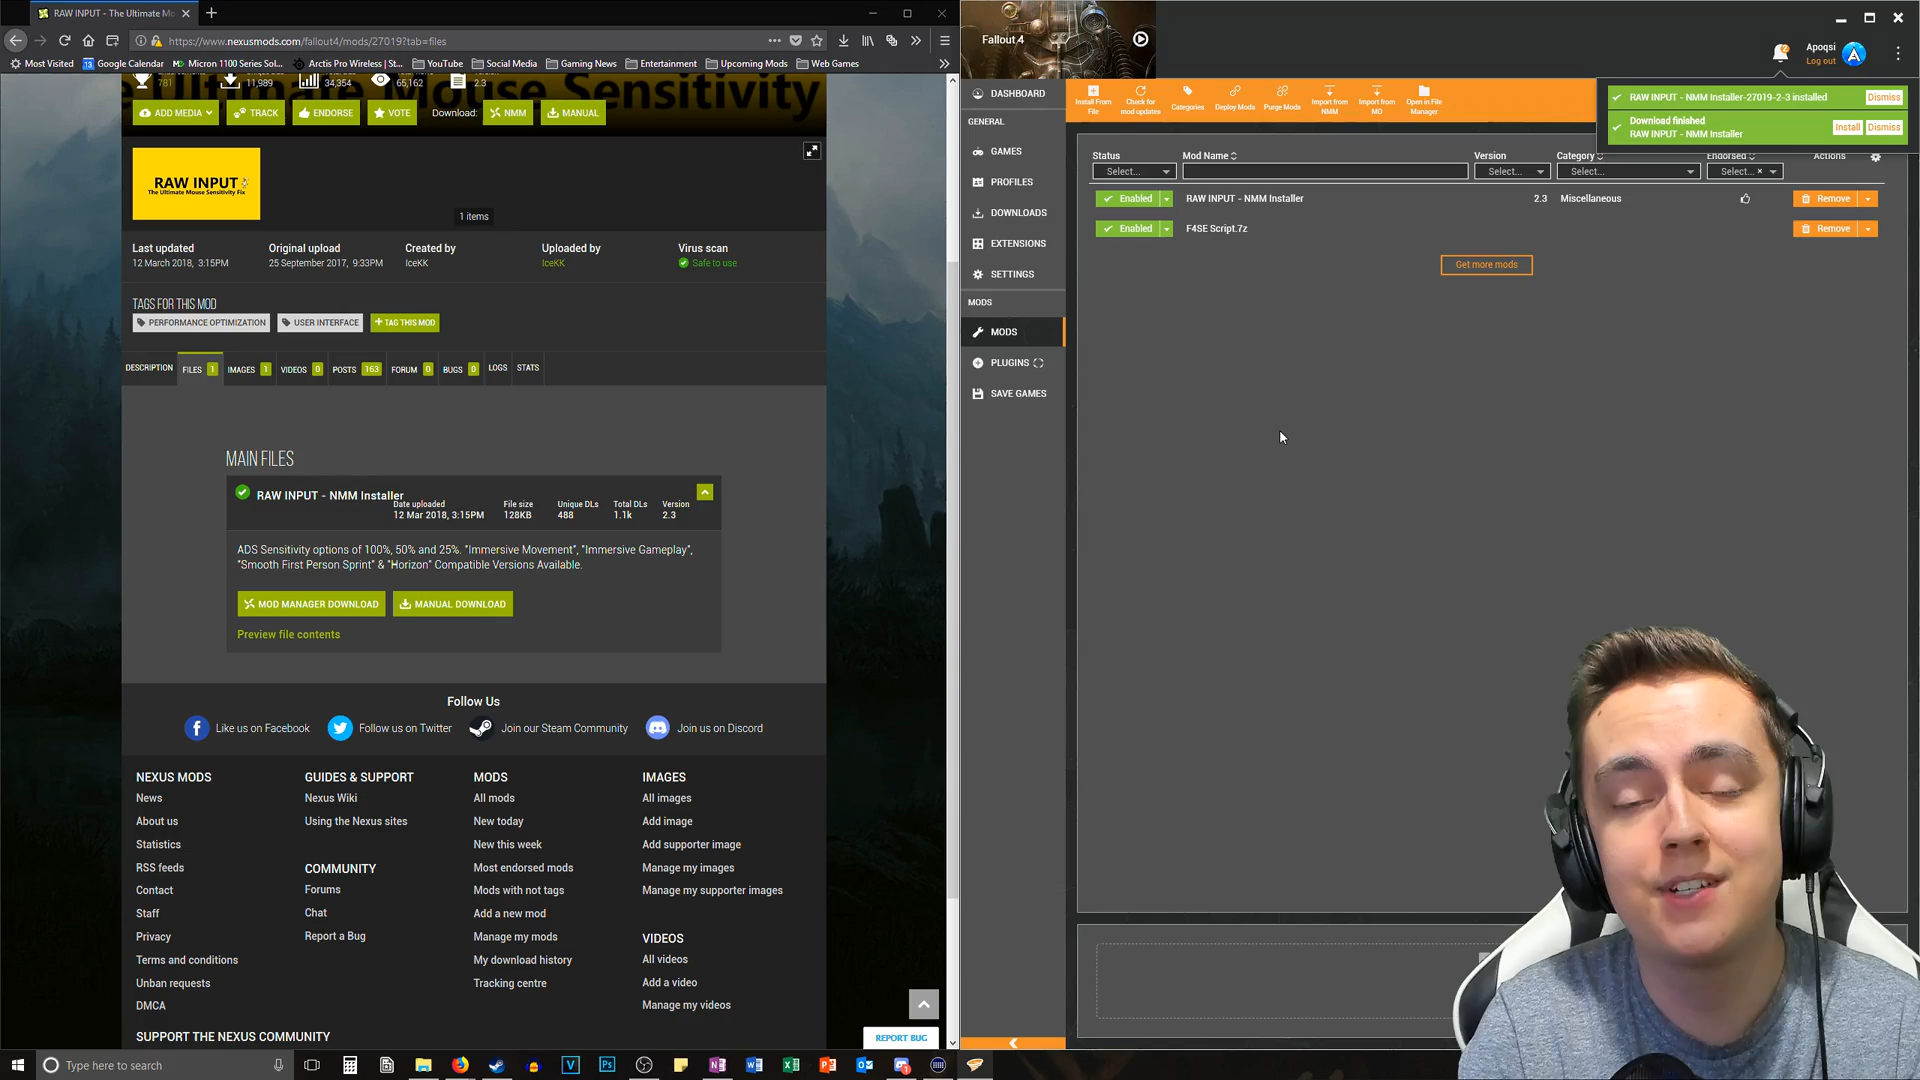 RAW INPUT - The Ultimate Mo
https://www.nexusmods.com/fallout4/mods/27019?tab=files
Most Visited
Google Calendar
Micron 1100 Series Sol...
Arctis Pro Wireless | St...
YouTube
Social Media
Gaming News
Entertainment
Upcoming Mods
Web Games
e Ultimate Mouse Sensitivity
781
11,989
34,354
65,162
2.3
ADD MEDIA
TRACK
ENDORSE
VOTE
Download:
NMM
MANUAL
RAW INPUT
The Ultimate Mouse Sensitivity Fix
1 items
Last updated
12 March 2018, 3:15PM
Original upload
25 September 2017, 9:33PM
Created by
IceKK
Uploaded by
IceKK
Virus scan
Safe to use
TAGS FOR THIS MOD
PERFORMANCE OPTIMIZATION
USER INTERFACE
+ TAG THIS MOD
DESCRIPTION
FILES 1
IMAGES 1
VIDEOS 0
POSTS 163
FORUM 0
BUGS 0
LOGS
STATS
MAIN FILES
RAW INPUT - NMM Installer
Date uploaded
12 Mar 2018, 3:15PM
File size
128KB
Unique DLs
488
Total DLs
1.1k
Version
2.3
ADS Sensitivity options of 100%, 50% and 25%. "Immersive Movement", "Immersive Gameplay",
"Smooth First Person Sprint" & "Horizon" Compatible Versions Available.
MOD MANAGER DOWNLOAD
MANUAL DOWNLOAD
Preview file contents
Follow Us
Like us on Facebook
Follow us on Twitter
Join our Steam Community
Join us on Discord
NEXUS MODS
News
About us
Statistics
RSS feeds
Contact
Staff
Privacy
Terms and conditions
Unban requests
DMCA
GUIDES & SUPPORT
Nexus Wiki
Using the Nexus sites
COMMUNITY
Forums
Chat
Report a Bug
MODS
All mods
New today
New this week
Most endorsed mods
Mods with not tags
Add a new mod
Manage my mods
My download history
Tracking centre
IMAGES
All images
Add image
Add supporter image
Manage my images
Manage my supporter images
VIDEOS
All videos
Add a video
Manage my videos
SUPPORT THE NEXUS COMMUNITY
REPORT BUG
Type here to search
Fallout 4
2
Apoqsi
Log out
DASHBOARD
GENERAL
GAMES
PROFILES
DOWNLOADS
EXTENSIONS
SETTINGS
MODS
MODS
PLUGINS
SAVE GAMES
Install From
File
Check for
mod updates
Categories
Deploy Mods
Purge Mods
Import from
NMM
Import from
MO
Open in File
Manager
RAW INPUT - NMM Installer-27019-2-3 installed
Dismiss
Download finished
RAW INPUT - NMM Installer
Install
Dismiss
Status
Mod Name
Version
Category
Endorsed
Actions
Select...
Select...
Select...
Select... ×
Enabled
RAW INPUT - NMM Installer
2.3
Miscellaneous
Remove
Enabled
F4SE Script.7z
Remove
Get more mods